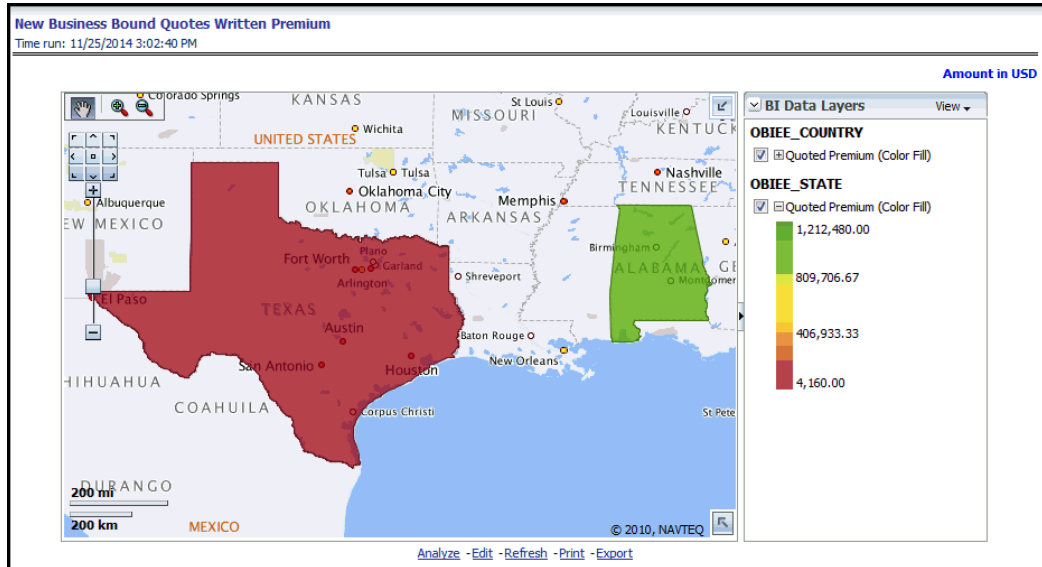 New Business Bound Quotes Written Premium
Time run: 11/25/2014 3:02:40 PM
Amount in USD
Colorado Springs
KANSAS
St Louis
MISSOURI
Louisville
KENTUCK
UNITED STATES
Wichita
Tulsa
Tulsa
Nashville
TENNESSEE
Oklahoma City
Memphis
Albuquerque
OKLAHOMA
ARKANSAS
EW MEXICO
Birmingham
Plano
Fort Worth
Garland
ALABAMA
GE
Shreveport
Arlington
Montgomer
El Paso
TEXAS
Austin
Baton Rouge
New Orleans
San Antonio
Houston
HIHUAHUA
COAHUILA
Corpus Christi
St Pete
DURANGO
200 mi
200 km
MEXICO
© 2010, NAVTEQ
BI Data Layers
View
OBIEE_COUNTRY
Quoted Premium (Color Fill)
OBIEE_STATE
Quoted Premium (Color Fill)
1,212,480.00
809,706.67
406,933.33
4,160.00
Analyze - Edit - Refresh - Print - Export